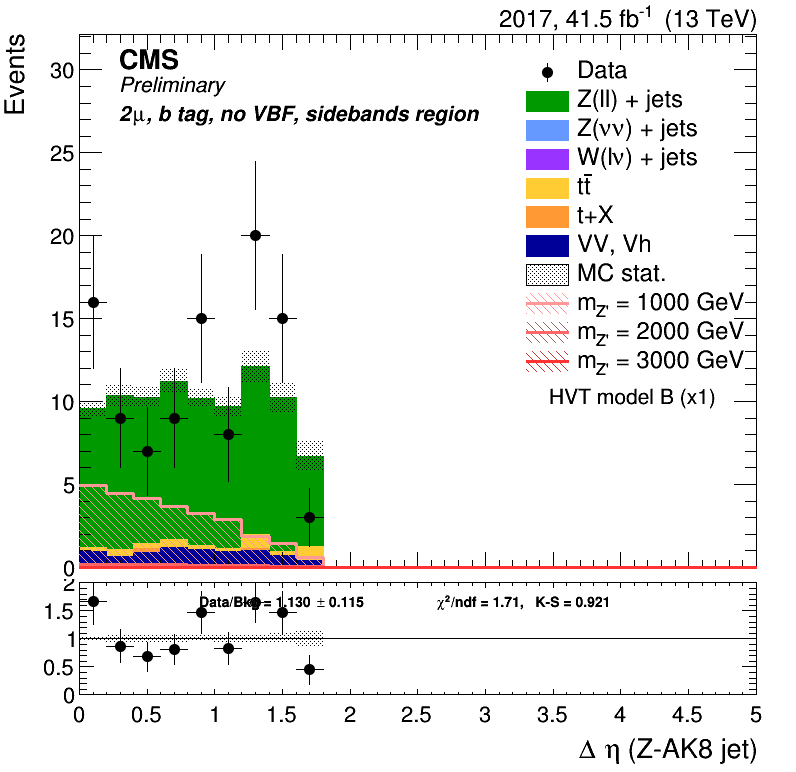 2017, 41.5 fb⁻¹ (13 TeV)
Events
CMS
Preliminary
2μ, b tag, no VBF, sidebands region
Data
Z(ll) + jets
Z(νν) + jets
W(lν) + jets
tt̄
t+X
VV, Vh
MC stat.
m_Z' = 1000 GeV
m_Z' = 2000 GeV
m_Z' = 3000 GeV
HVT model B (x1)
30
25
20
15
10
5
0
2
1.5
1
0.5
0
Data/Bkg = 1.130 ± 0.115
χ²/ndf = 1.71, K-S = 0.921
0 0.5 1 1.5 2 2.5 3 3.5 4 4.5 5
Δ η (Z-AK8 jet)